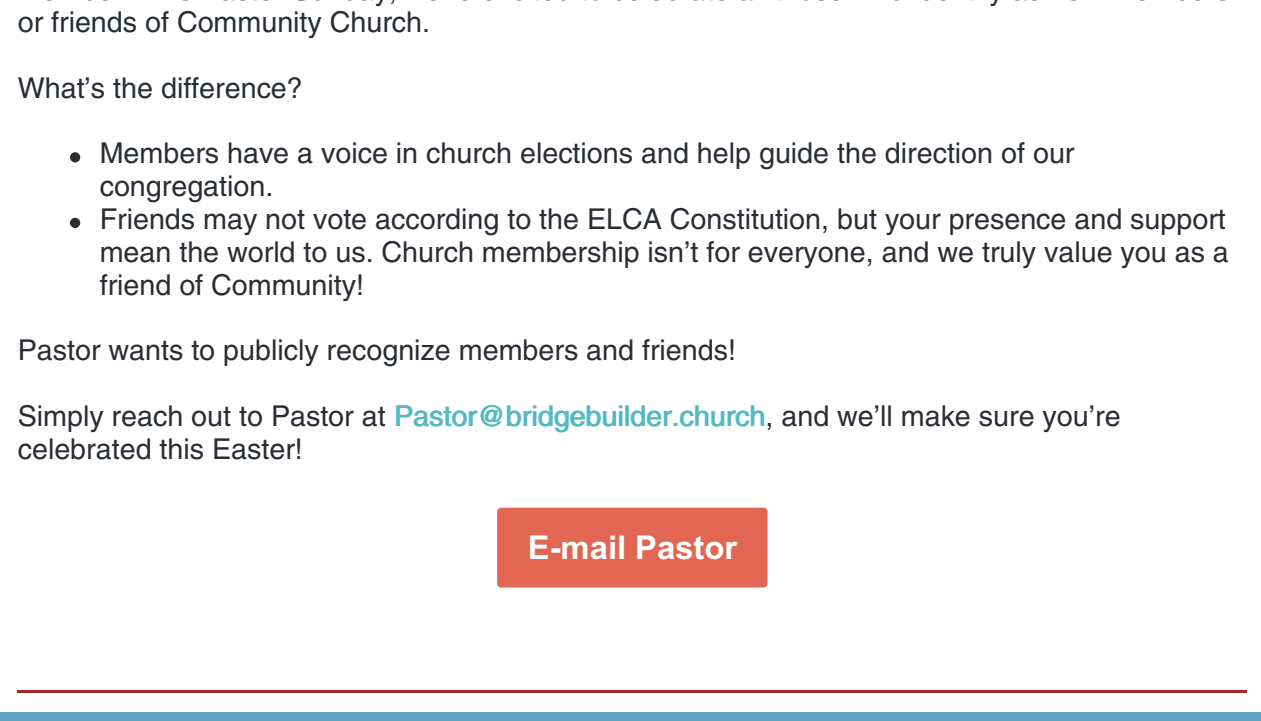 or friends of Community Church.
What’s the difference?
• Members have a voice in church elections and help guide the direction of our
congregation.
• Friends may not vote according to the ELCA Constitution, but your presence and support
mean the world to us. Church membership isn’t for everyone, and we truly value you as a
friend of Community!
Pastor wants to publicly recognize members and friends!
Simply reach out to Pastor at Pastor@bridgebuilder.church, and we’ll make sure you’re
celebrated this Easter!
E-mail Pastor